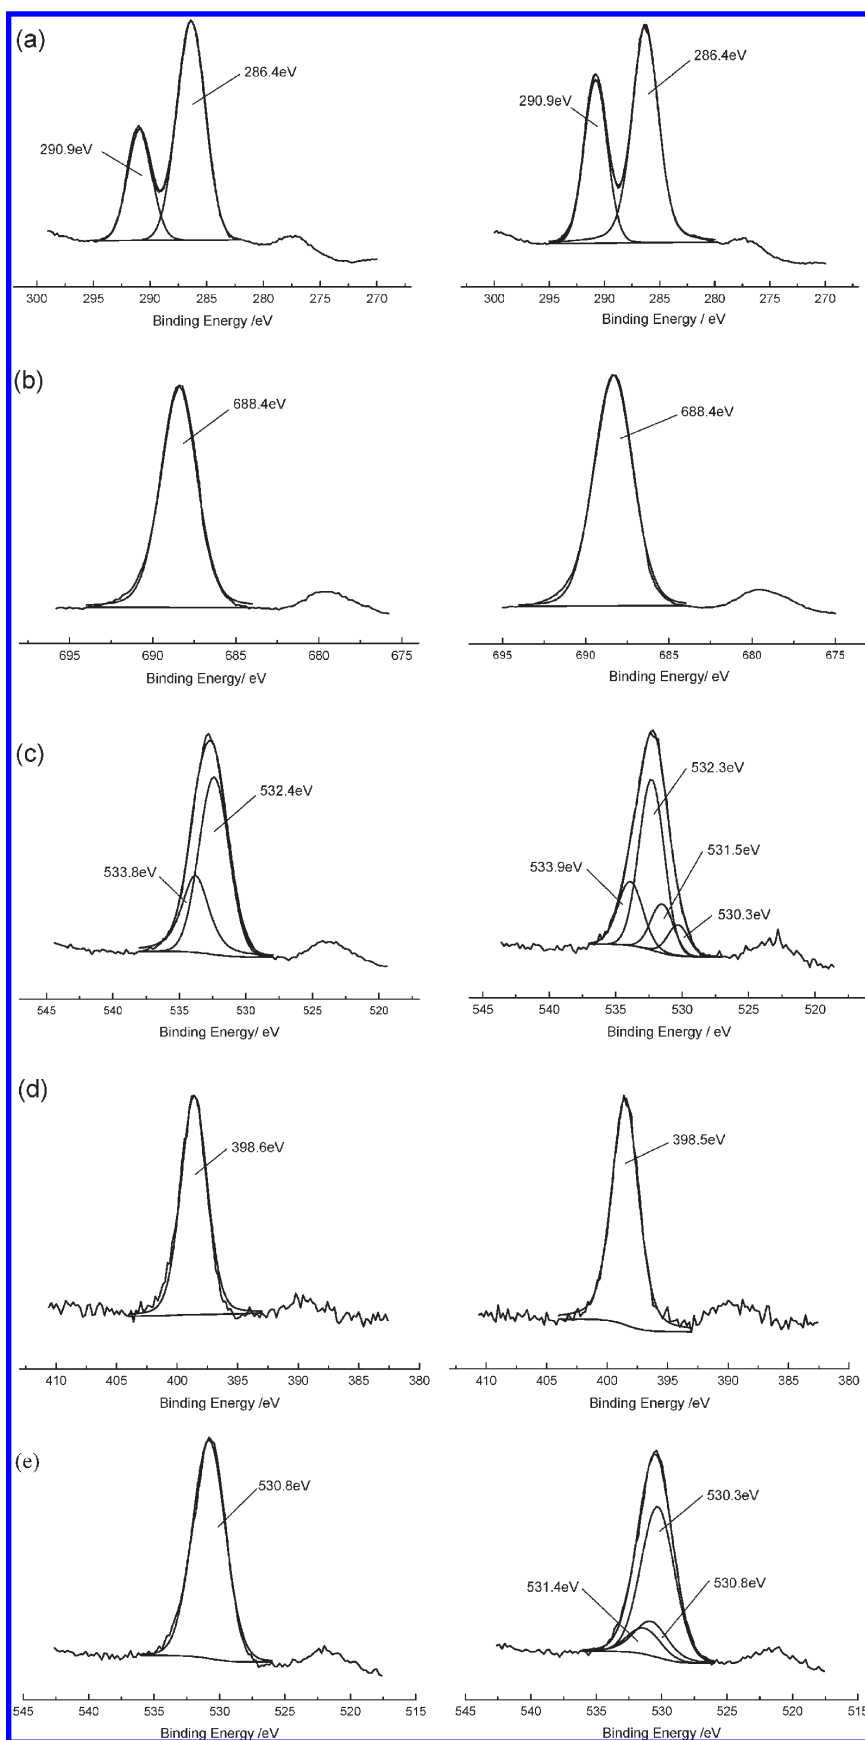 (a)
286.4eV
290.9eV
300 295 290 285 280 275 270
Binding Energy /eV
286.4eV
290.9eV
300 295 290 285 280 275 270
Binding Energy / eV
(b)
688.4eV
695 690 685 680 675
Binding Energy/ eV
688.4eV
695 690 685 680 675
Binding Energy/ eV
(c)
532.4eV
533.8eV
545 540 535 530 525 520
Binding Energy/ eV
532.3eV
531.5eV
533.9eV
530.3eV
545 540 535 530 525 520
Binding Energy / eV
(d)
398.6eV
410 405 400 395 390 385 380
Binding Energy /eV
398.5eV
410 405 400 395 390 385 380
Binding Energy /eV
(e)
530.8eV
545 540 535 530 525 520 515
Binding Energy /eV
530.3eV
531.4eV
530.8eV
545 540 535 530 525 520 515
Binding Energy /eV